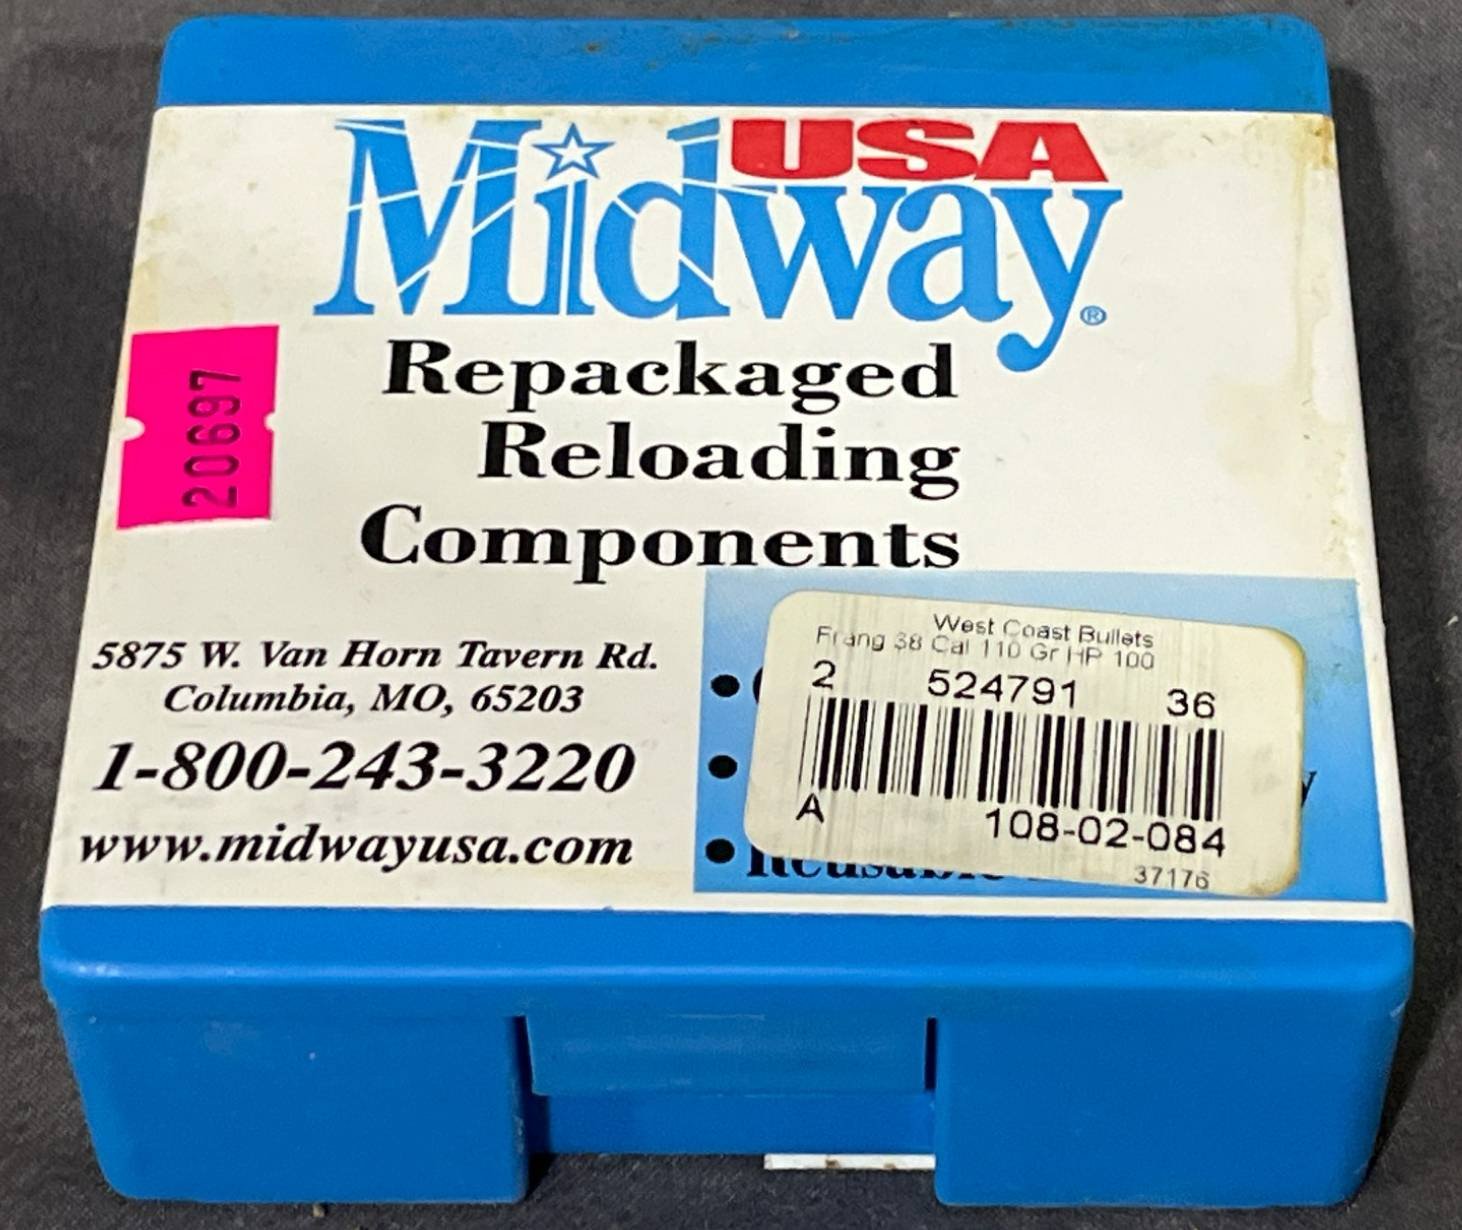 Midway USA®
Repackaged
Reloading
Components
20697
5875 W. Van Horn Tavern Rd.
Columbia, MO, 65203
1-800-243-3220
www.midwayusa.com
West Coast Bullets
Frang 38 Cal 110 Gr HP 100
2 524791 36
A 108-02-084
37176